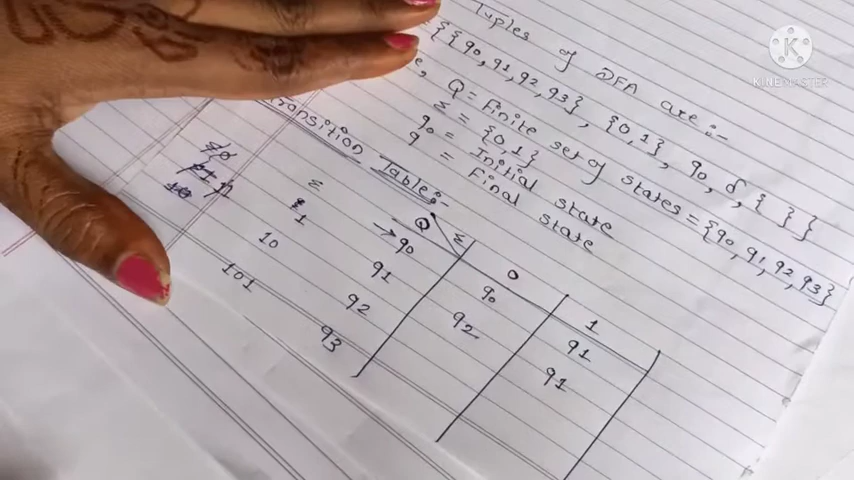 Tuples of DFA are :-
{{q0, q1, q2, q3}, {0,1}, q0, δ, { }}
Q = Finite set of states = {q0, q1, q2, q3}
Σ = {0,1}
q0 = Initial state
q = Final state
Transition Table :-
Q Σ 0 1
Σ → q0 q0 q1
1 q1 q2 q1
10 q2
101 q3
K
KINEMASTER